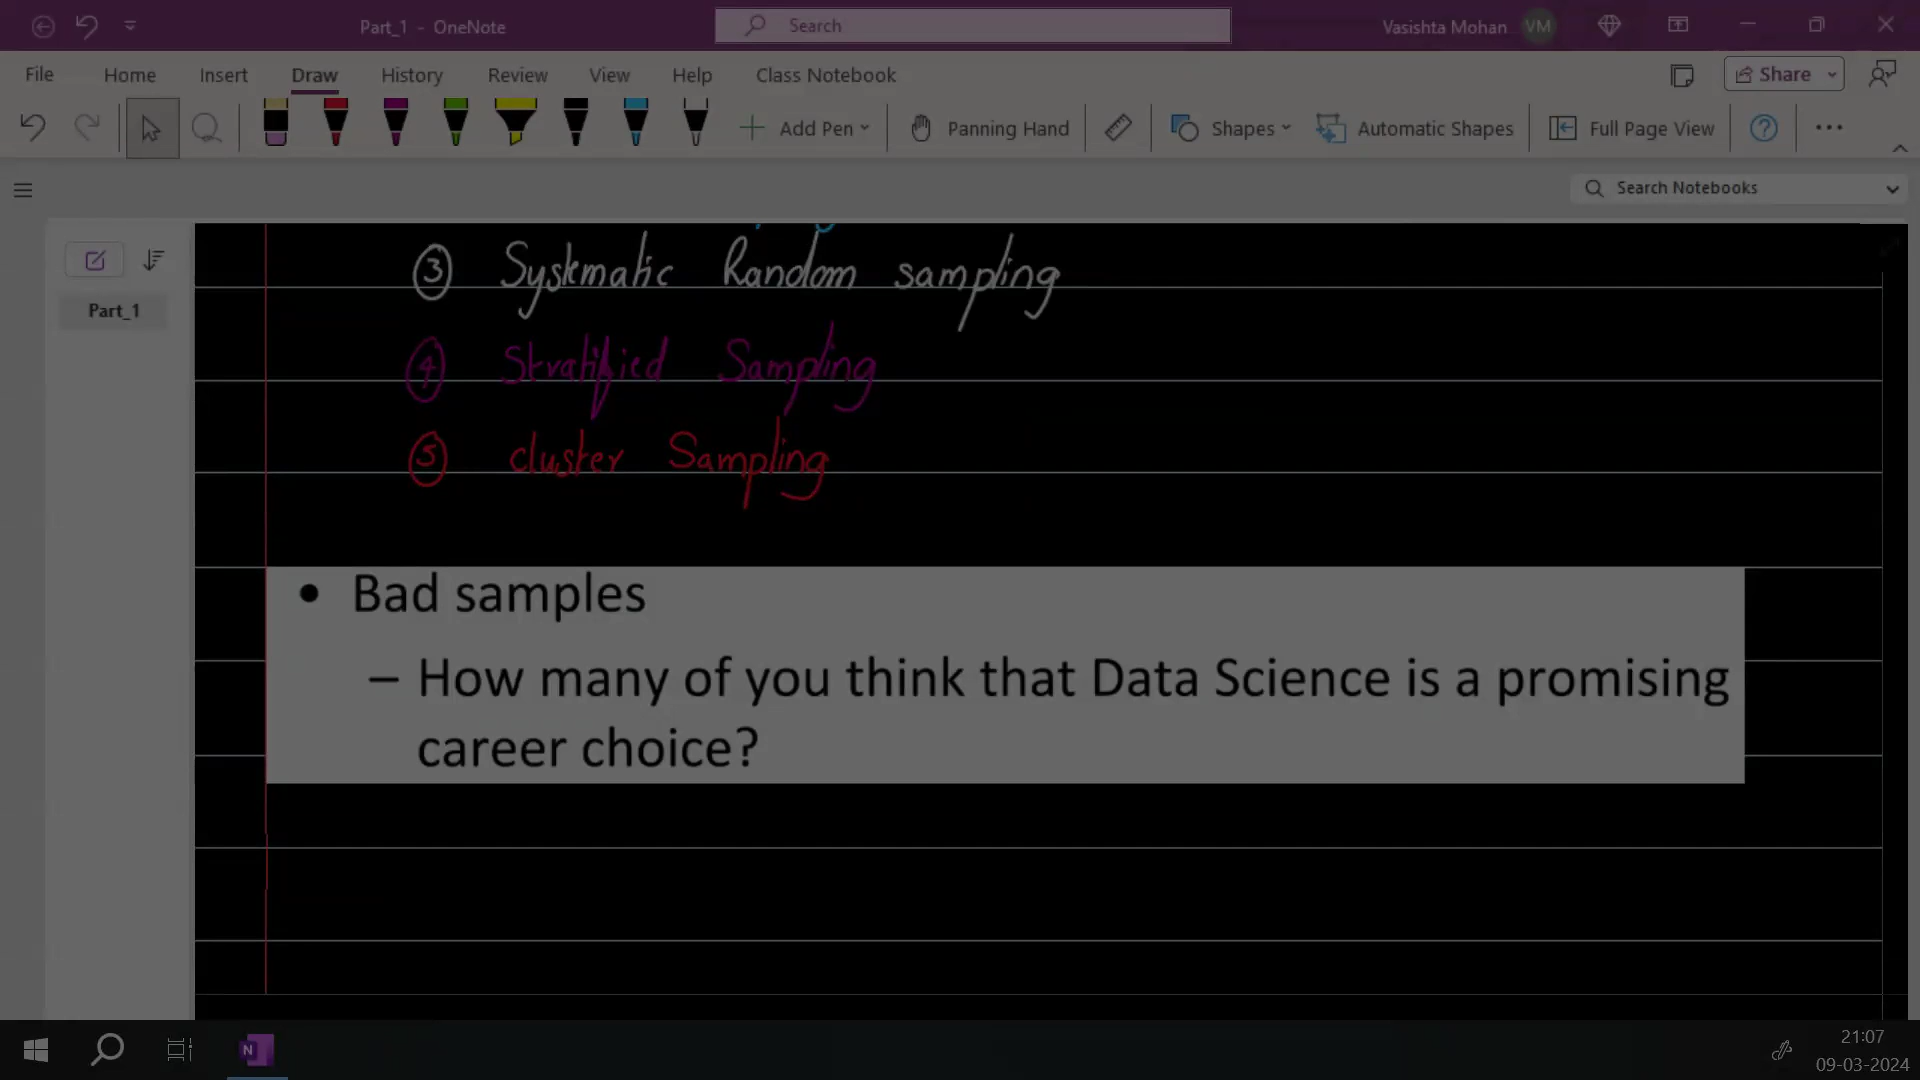 Part_1 - OneNote
Search
Vasishta Mohan
VM
File Home Insert Draw History Review View Help Class Notebook
Share
Add Pen
Panning Hand
Shapes
Automatic Shapes
Full Page View
Search Notebooks
Part_1
③ Systematic Random sampling
④ Stratified Sampling
⑤ cluster Sampling
• Bad samples
– How many of you think that Data Science is a promising
career choice?
N
21:07
09-03-2024